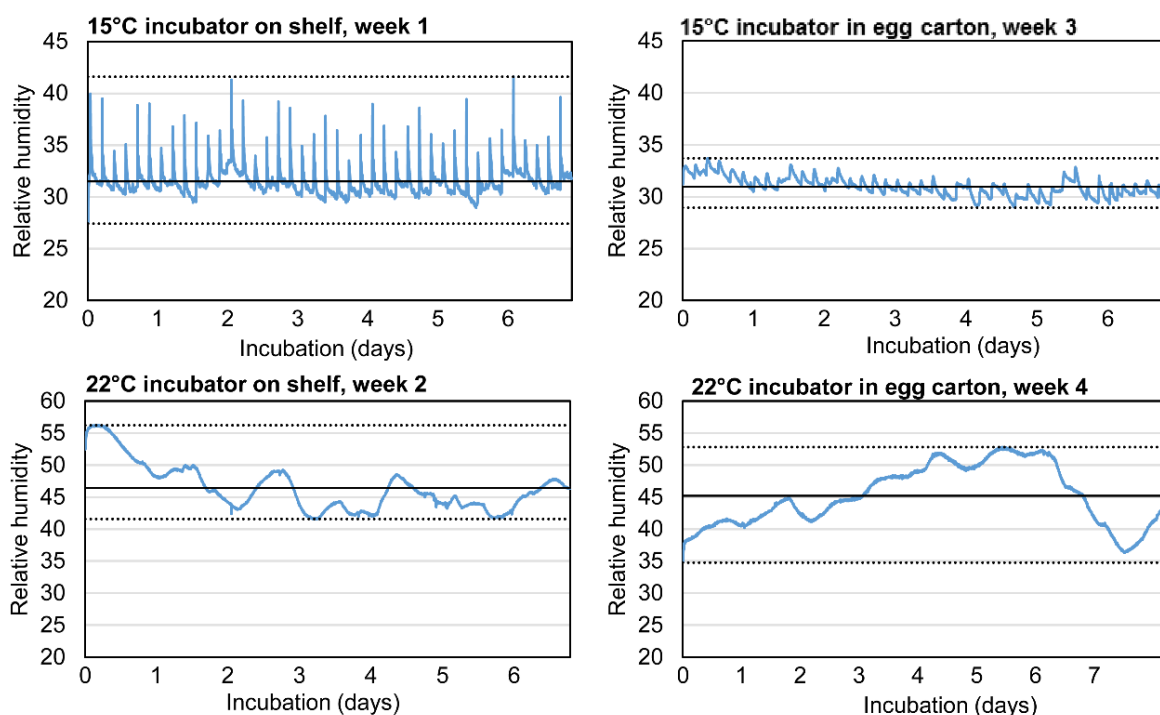 15°C incubator on shelf, week 1
45
40
35
30
25
20
Relative humidity
0 1 2 3 4 5 6
Incubation (days)
15°C incubator in egg carton, week 3
45
40
35
30
25
20
Relative humidity
0 1 2 3 4 5 6
Incubation (days)
22°C incubator on shelf, week 2
60
55
50
45
40
35
30
25
20
Relative humidity
0 1 2 3 4 5 6
Incubation (days)
22°C incubator in egg carton, week 4
60
55
50
45
40
35
30
25
20
Relative humidity
0 1 2 3 4 5 6 7
Incubation (days)